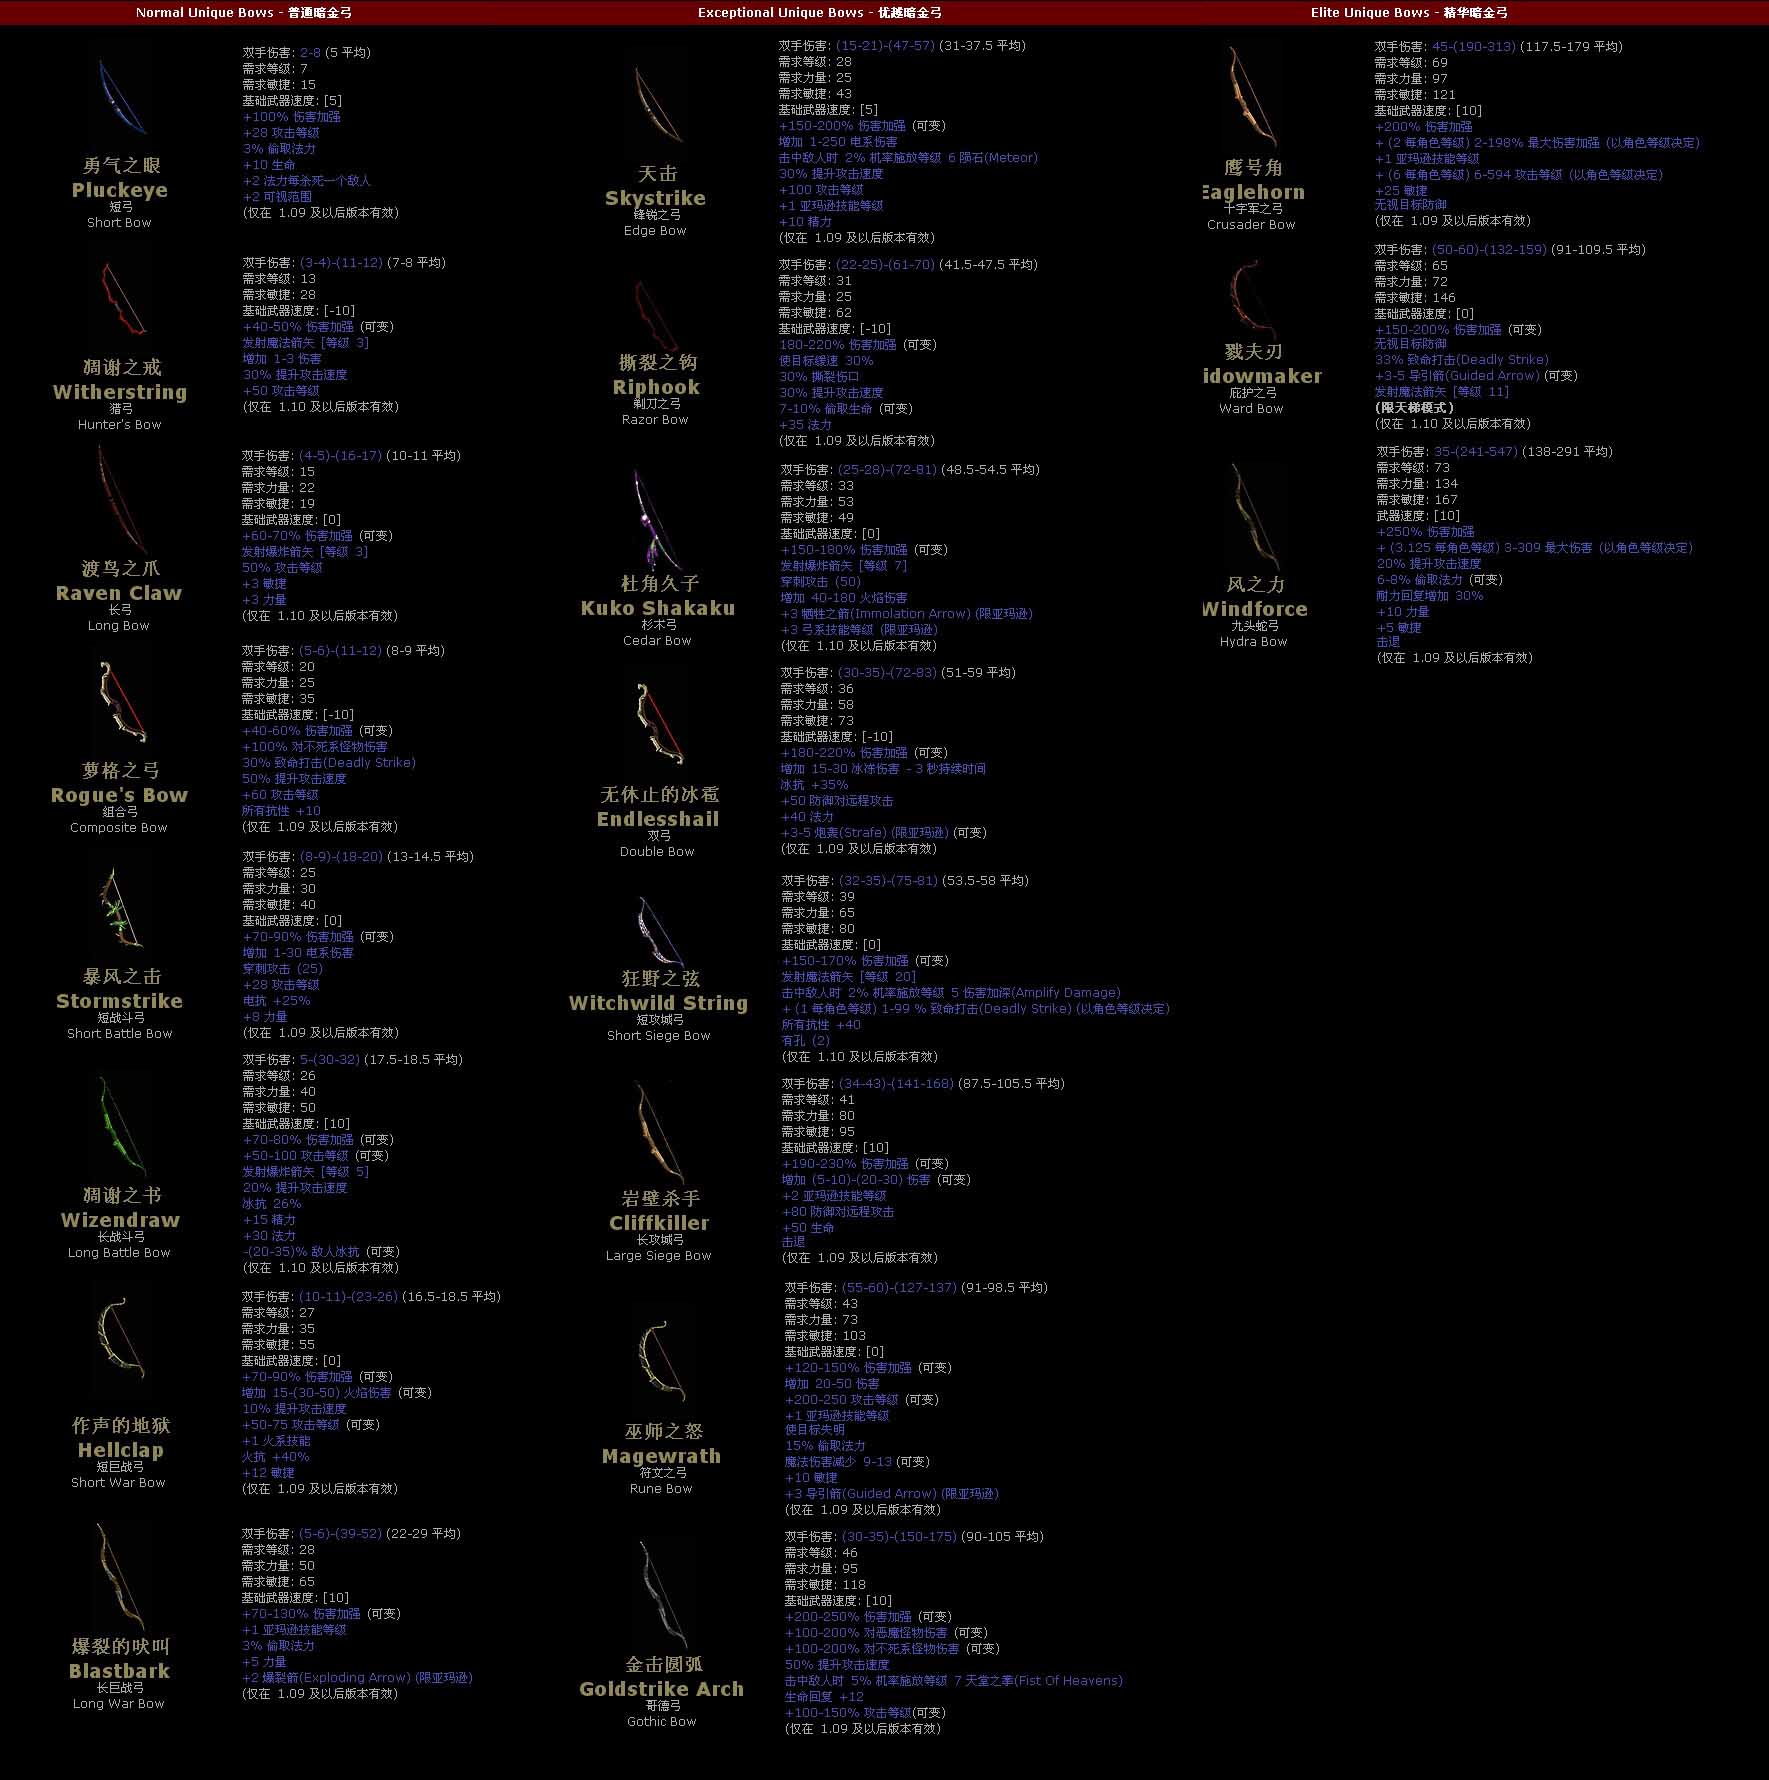 Normal Unique Bows - 普通暗金弓
勇气之眼
Pluckeye
短弓
Short Bow
双手伤害: 2-8 (5 平均)
需求等级: 7
需求敏捷: 15
基础武器速度: [5]
+100% 伤害加强
+28 攻击等级
3% 偷取法力
+10 生命
+2 法力每杀死一个敌人
+2 可视范围
(仅在 1.09 及以后版本有效)
凋谢之戒
Witherstring
猎弓
Hunter's Bow
双手伤害: (3-4)-(11-12) (7-8 平均)
需求等级: 13
需求敏捷: 28
基础武器速度: [-10]
+40-50% 伤害加强 (可变)
发射魔法箭矢 [等级 3]
增加 1-3 伤害
30% 提升攻击速度
+50 攻击等级
(仅在 1.10 及以后版本有效)
渡鸟之爪
Raven Claw
长弓
Long Bow
双手伤害: (4-5)-(16-17) (10-11 平均)
需求等级: 15
需求力量: 22
需求敏捷: 19
基础武器速度: [0]
+60-70% 伤害加强 (可变)
发射爆炸箭矢 [等级 3]
50% 攻击等级
+3 敏捷
+3 力量
(仅在 1.10 及以后版本有效)
萝格之弓
Rogue's Bow
组合弓
Composite Bow
双手伤害: (5-6)-(11-12) (8-9 平均)
需求等级: 20
需求力量: 25
需求敏捷: 35
基础武器速度: [-10]
+40-60% 伤害加强 (可变)
+100% 对不死系怪物伤害
30% 致命打击(Deadly Strike)
50% 提升攻击速度
+60 攻击等级
所有抗性 +10
(仅在 1.09 及以后版本有效)
暴风之击
Stormstrike
短战斗弓
Short Battle Bow
双手伤害: (8-9)-(18-20) (13-14.5 平均)
需求等级: 25
需求力量: 30
需求敏捷: 40
基础武器速度: [0]
+70-90% 伤害加强 (可变)
增加 1-30 电系伤害
穿刺攻击 (25)
+28 攻击等级
电抗 +25%
+8 力量
(仅在 1.09 及以后版本有效)
凋谢之书
Wizendraw
长战斗弓
Long Battle Bow
双手伤害: 5-(30-32) (17.5-18.5 平均)
需求等级: 26
需求力量: 40
需求敏捷: 50
基础武器速度: [10]
+70-80% 伤害加强 (可变)
+50-100 攻击等级 (可变)
发射爆炸箭矢 [等级 5]
20% 提升攻击速度
冰抗 26%
+15 精力
+30 法力
-(20-35)% 敌人冰抗 (可变)
(仅在 1.10 及以后版本有效)
作声的地狱
Hellclap
短巨战弓
Short War Bow
双手伤害: (10-11)-(23-26) (16.5-18.5 平均)
需求等级: 27
需求力量: 35
需求敏捷: 55
基础武器速度: [0]
+70-90% 伤害加强 (可变)
增加 15-(30-50) 火焰伤害 (可变)
10% 提升攻击速度
+50-75 攻击等级 (可变)
+1 火系技能
火抗 +40%
+12 敏捷
(仅在 1.09 及以后版本有效)
爆裂的吠叫
Blastbark
长巨战弓
Long War Bow
双手伤害: (5-6)-(39-52) (22-29 平均)
需求等级: 28
需求力量: 50
需求敏捷: 65
基础武器速度: [10]
+70-130% 伤害加强 (可变)
+1 亚玛逊技能等级
3% 偷取法力
+5 力量
+2 爆裂箭(Exploding Arrow) (限亚玛逊)
(仅在 1.09 及以后版本有效)
Exceptional Unique Bows - 优越暗金弓
天击
Skystrike
锋锐之弓
Edge Bow
双手伤害: (15-21)-(47-57) (31-37.5 平均)
需求等级: 28
需求力量: 25
需求敏捷: 43
基础武器速度: [5]
+150-200% 伤害加强 (可变)
增加 1-250 电系伤害
击中敌人时 2% 机率施放等级 6 陨石(Meteor)
30% 提升攻击速度
+100 攻击等级
+1 亚玛逊技能等级
+10 精力
(仅在 1.09 及以后版本有效)
撕裂之钩
Riphook
剃刀之弓
Razor Bow
双手伤害: (22-25)-(61-70) (41.5-47.5 平均)
需求等级: 31
需求力量: 25
需求敏捷: 62
基础武器速度: [-10]
180-220% 伤害加强 (可变)
使目标缓速 30%
30% 撕裂伤口
30% 提升攻击速度
7-10% 偷取生命 (可变)
+35 法力
(仅在 1.09 及以后版本有效)
杜角久子
Kuko Shakaku
杉木弓
Cedar Bow
双手伤害: (25-28)-(72-81) (48.5-54.5 平均)
需求等级: 33
需求力量: 53
需求敏捷: 49
基础武器速度: [0]
+150-180% 伤害加强 (可变)
发射爆炸箭矢 [等级 7]
穿刺攻击 (50)
增加 40-180 火焰伤害
+3 牺牲之箭(Immolation Arrow) (限亚玛逊)
+3 弓系技能等级 (限亚玛逊)
(仅在 1.10 及以后版本有效)
无休止的冰雹
Endlesshail
双弓
Double Bow
双手伤害: (30-35)-(72-83) (51-59 平均)
需求等级: 36
需求力量: 58
需求敏捷: 73
基础武器速度: [-10]
+180-220% 伤害加强 (可变)
增加 15-30 冰冻伤害 - 3 秒持续时间
冰抗 +35%
+50 防御对远程攻击
+40 法力
+3-5 炮轰(Strafe) (限亚玛逊) (可变)
(仅在 1.09 及以后版本有效)
狂野之弦
Witchwild String
短攻城弓
Short Siege Bow
双手伤害: (32-35)-(75-81) (53.5-58 平均)
需求等级: 39
需求力量: 65
需求敏捷: 80
基础武器速度: [0]
+150-170% 伤害加强 (可变)
发射魔法箭矢 [等级 20]
击中敌人时 2% 机率施放等级 5 伤害加深(Amplify Damage)
+ (1 每角色等级) 1-99 % 致命打击(Deadly Strike) (以角色等级决定)
所有抗性 +40
有孔 (2)
(仅在 1.10 及以后版本有效)
岩壁杀手
Cliffkiller
长攻城弓
Large Siege Bow
双手伤害: (34-43)-(141-168) (87.5-105.5 平均)
需求等级: 41
需求力量: 80
需求敏捷: 95
基础武器速度: [10]
+190-230% 伤害加强 (可变)
增加 (5-10)-(20-30) 伤害 (可变)
+2 亚玛逊技能等级
+80 防御对远程攻击
+50 生命
击退
(仅在 1.09 及以后版本有效)
巫师之怒
Magewrath
符文之弓
Rune Bow
双手伤害: (55-60)-(127-137) (91-98.5 平均)
需求等级: 43
需求力量: 73
需求敏捷: 103
基础武器速度: [0]
+120-150% 伤害加强 (可变)
增加 20-50 伤害
+200-250 攻击等级 (可变)
+1 亚玛逊技能等级
使目标失明
15% 偷取法力
魔法伤害减少 9-13 (可变)
+10 敏捷
+3 导引箭(Guided Arrow) (限亚玛逊)
(仅在 1.09 及以后版本有效)
金击圆弧
Goldstrike Arch
哥德弓
Gothic Bow
双手伤害: (30-35)-(150-175) (90-105 平均)
需求等级: 46
需求力量: 95
需求敏捷: 118
基础武器速度: [10]
+200-250% 伤害加强 (可变)
+100-200% 对恶魔怪物伤害 (可变)
+100-200% 对不死系怪物伤害 (可变)
50% 提升攻击速度
击中敌人时 5% 机率施放等级 7 天堂之拳(Fist Of Heavens)
生命回复 +12
+100-150% 攻击等级(可变)
(仅在 1.09 及以后版本有效)
Elite Unique Bows - 精华暗金弓
鹰号角
Eaglehorn
十字军之弓
Crusader Bow
双手伤害: 45-(190-313) (117.5-179 平均)
需求等级: 69
需求力量: 97
需求敏捷: 121
基础武器速度: [10]
+200% 伤害加强
+ (2 每角色等级) 2-198% 最大伤害加强 (以角色等级决定)
+1 亚玛逊技能等级
+ (6 每角色等级) 6-594 攻击等级 (以角色等级决定)
+25 敏捷
无视目标防御
(仅在 1.09 及以后版本有效)
戮夫刃
idowmaker
庇护之弓
Ward Bow
双手伤害: (50-60)-(132-159) (91-109.5 平均)
需求等级: 65
需求力量: 72
需求敏捷: 146
基础武器速度: [0]
+150-200% 伤害加强 (可变)
无视目标防御
33% 致命打击(Deadly Strike)
+3-5 导引箭(Guided Arrow) (可变)
发射魔法箭矢 [等级 11]
(限天梯模式)
(仅在 1.10 及以后版本有效)
风之力
Windforce
九头蛇弓
Hydra Bow
双手伤害: 35-(241-547) (138-291 平均)
需求等级: 73
需求力量: 134
需求敏捷: 167
武器速度: [10]
+250% 伤害加强
+ (3.125 每角色等级) 3-309 最大伤害 (以角色等级决定)
20% 提升攻击速度
6-8% 偷取法力 (可变)
耐力回复增加 30%
+10 力量
+5 敏捷
击退
(仅在 1.09 及以后版本有效)